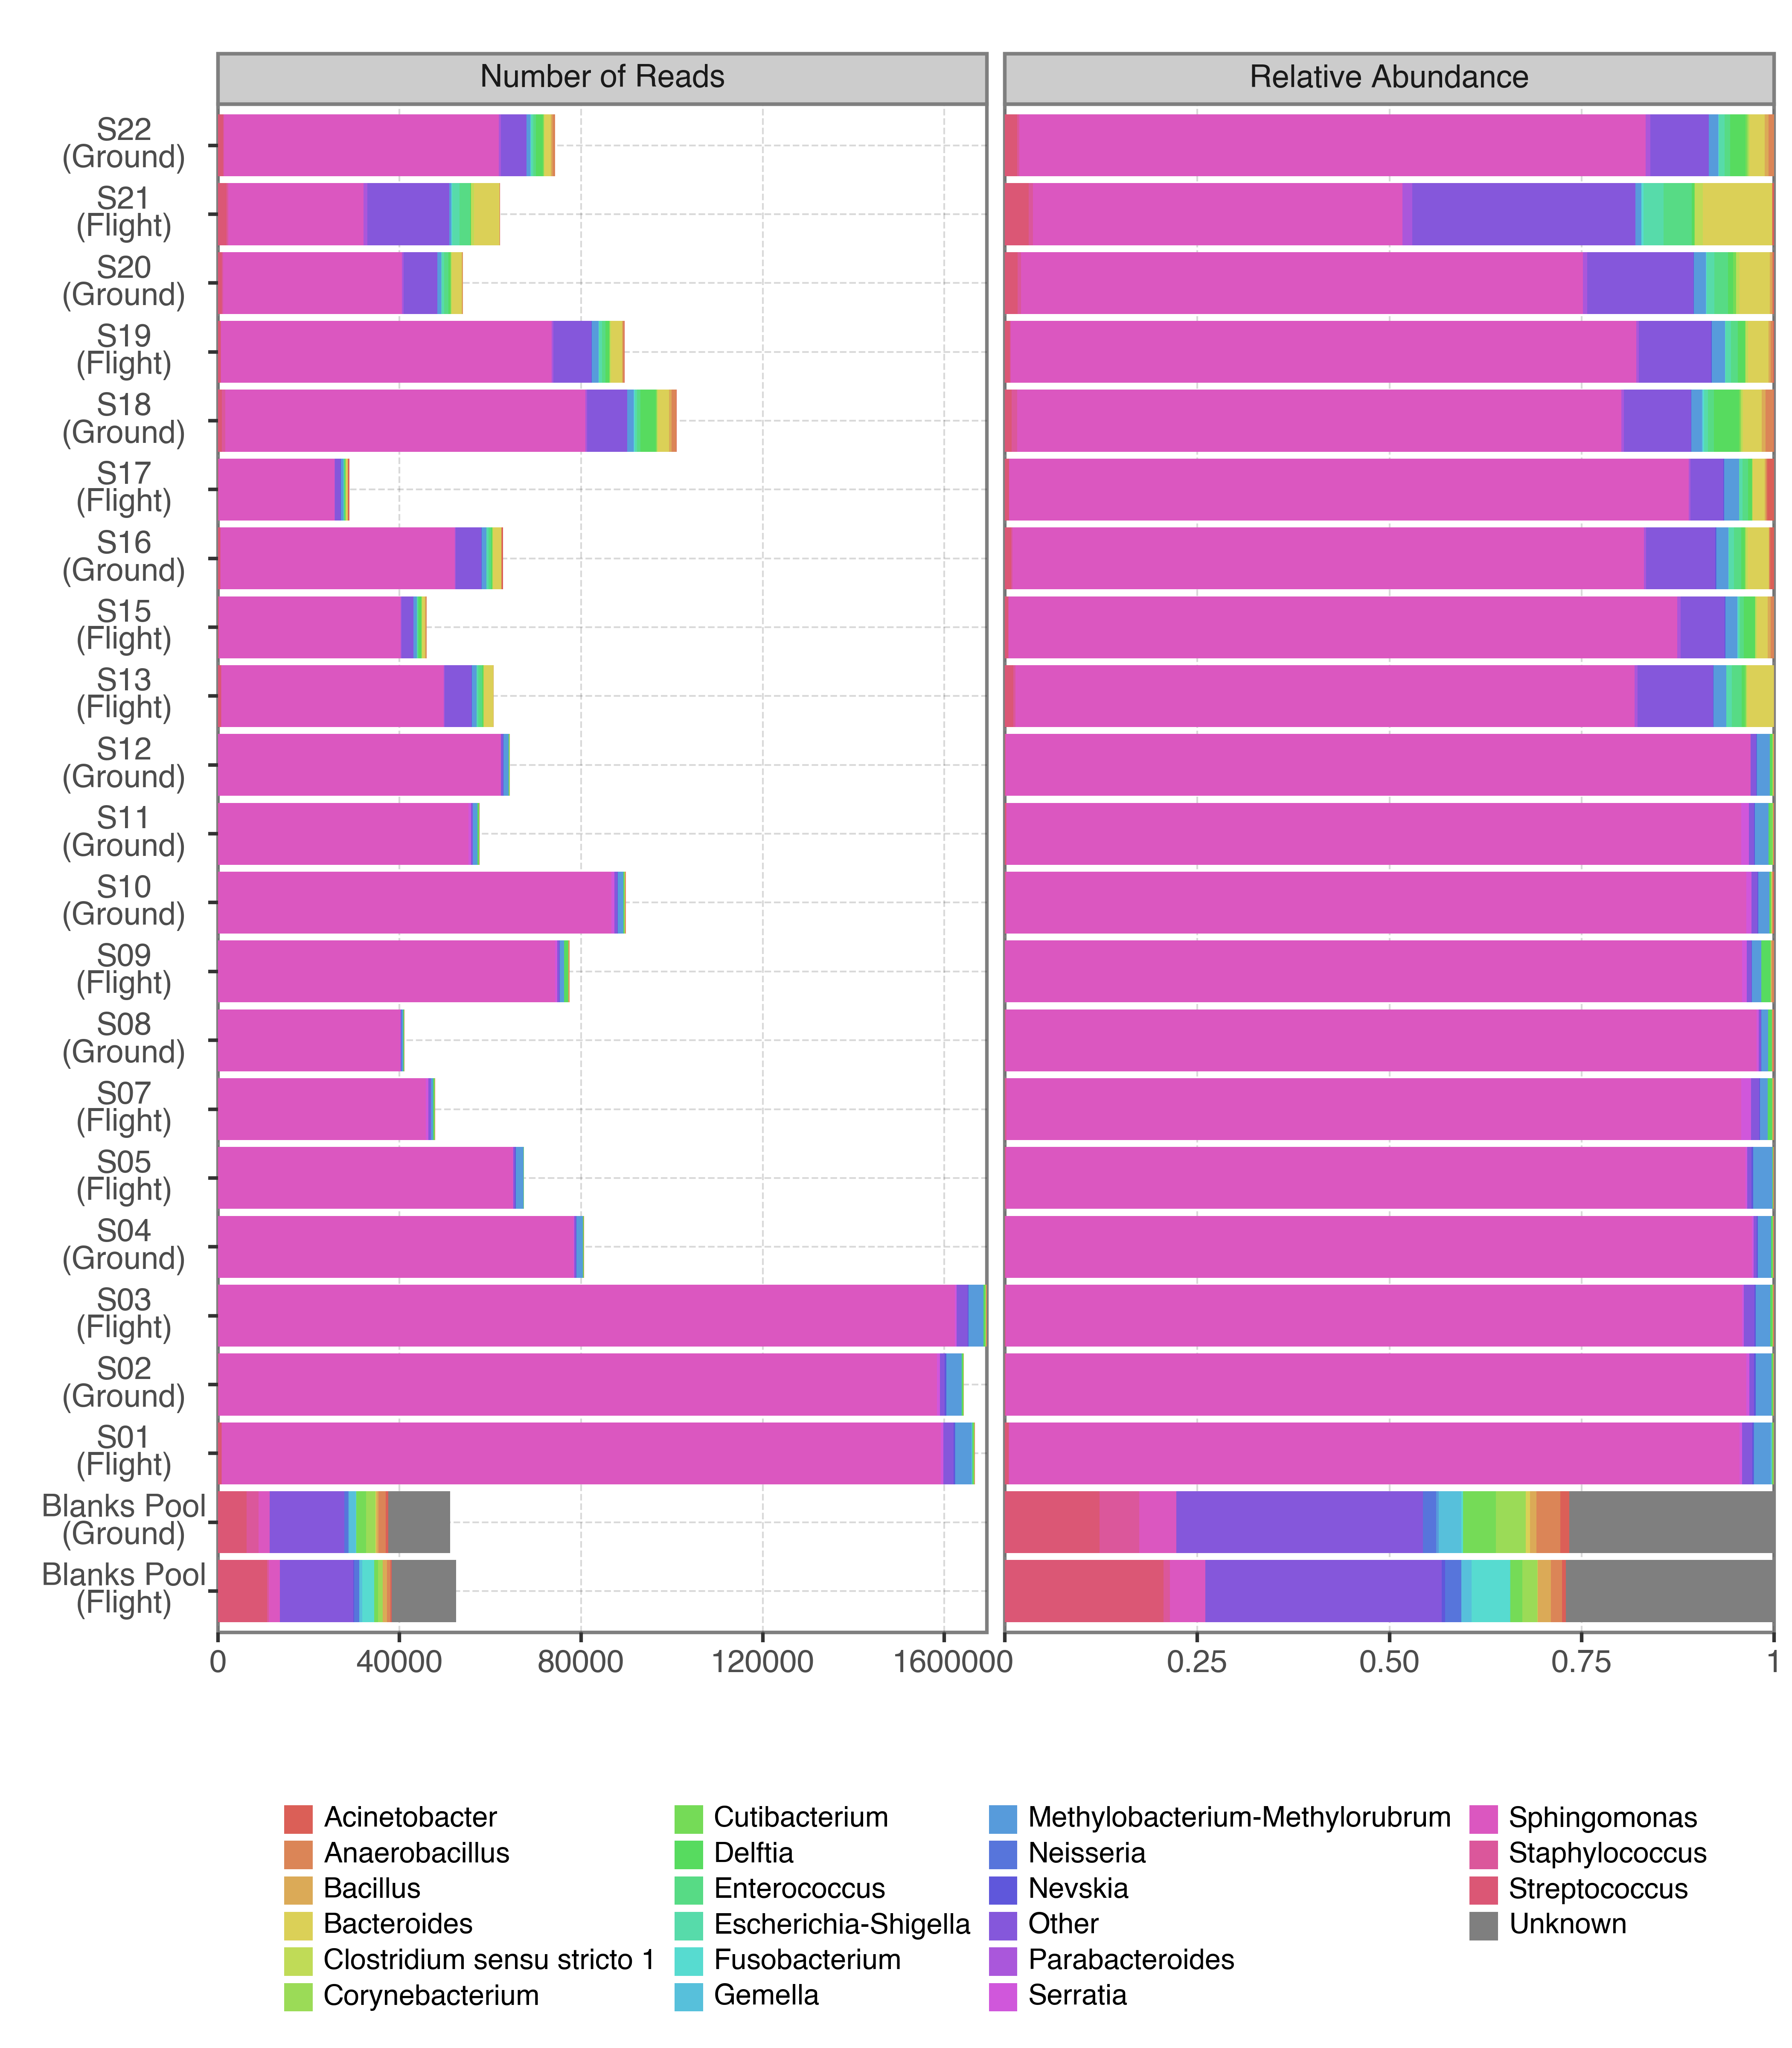 Number of Reads
Relative Abundance
S22
(Ground)
S21
(Flight)
S20
(Ground)
S19
(Flight)
S18
(Ground)
S17
(Flight)
S16
(Ground)
S15
(Flight)
S13
(Flight)
S12
(Ground)
S11
(Ground)
S10
(Ground)
S09
(Flight)
S08
(Ground)
S07
(Flight)
S05
(Flight)
S04
(Ground)
S03
(Flight)
S02
(Ground)
S01
(Flight)
Blanks Pool
(Ground)
Blanks Pool
(Flight)
0 40000 80000 120000 160000
0 0.25 0.50 0.75 1
Acinetobacter
Anaerobacillus
Bacillus
Bacteroides
Clostridium sensu stricto 1
Corynebacterium
Cutibacterium
Delftia
Enterococcus
Escherichia-Shigella
Fusobacterium
Gemella
Methylobacterium-Methylorubrum
Neisseria
Nevskia
Other
Parabacteroides
Serratia
Sphingomonas
Staphylococcus
Streptococcus
Unknown